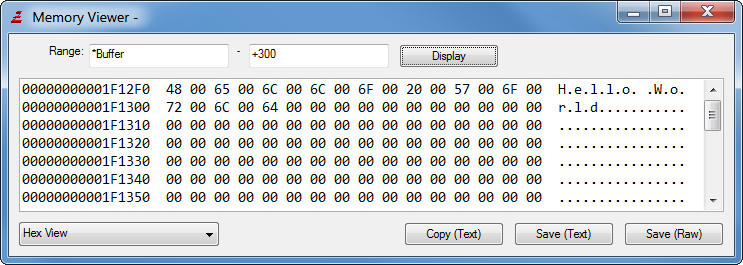 Memory Viewer -
Range: *Buffer - +300 Display
00000000001F12F0 48 00 65 00 6C 00 6C 00 6F 00 20 00 57 00 6F 00 H.e.l.l.o. .W.o.
00000000001F1300 72 00 6C 00 64 00 00 00 00 00 00 00 00 00 00 00 r.l.d...........
00000000001F1310 00 00 00 00 00 00 00 00 00 00 00 00 00 00 00 00 ................
00000000001F1320 00 00 00 00 00 00 00 00 00 00 00 00 00 00 00 00 ................
00000000001F1330 00 00 00 00 00 00 00 00 00 00 00 00 00 00 00 00 ................
00000000001F1340 00 00 00 00 00 00 00 00 00 00 00 00 00 00 00 00 ................
00000000001F1350 00 00 00 00 00 00 00 00 00 00 00 00 00 00 00 00 ................
Hex View Copy (Text) Save (Text) Save (Raw)